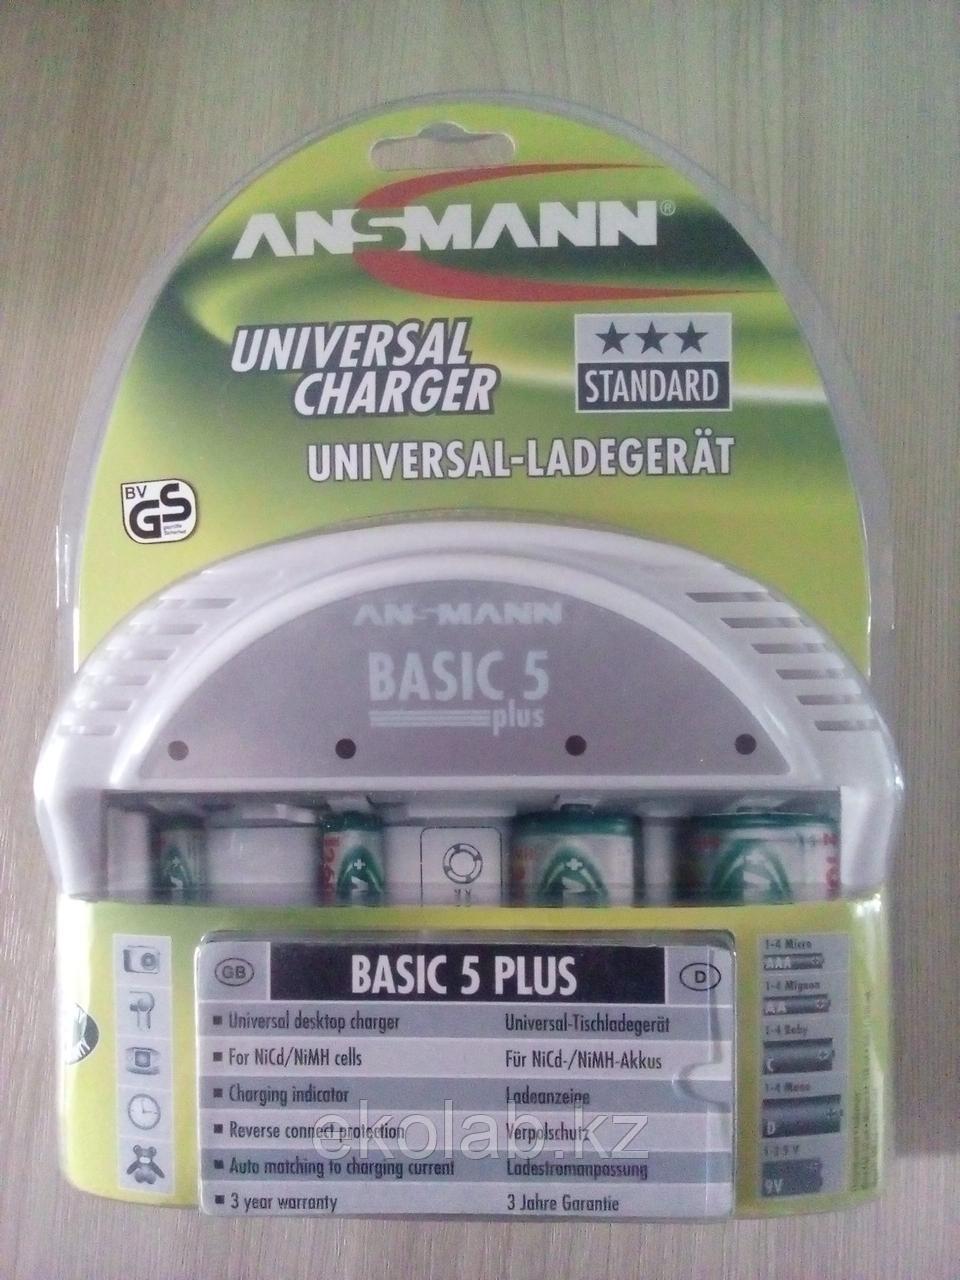 ANSMANN®
UNIVERSAL
CHARGER
★★★
STANDARD
UNIVERSAL-LADEGERÄT
BV
GS
geprüfte
Sicherheit
ANSMANN
BASIC 5
plus
GB
BASIC 5 PLUS
D
■ Universal desktop charger Universal-Tischladegerät
■ For NiCd/NiMH cells Für NiCd-/NiMH-Akkus
■ Charging indicator Ladeanzeige
■ Reverse connect protection Verpolschutz
■ Auto matching to charging current Ladestromanpassung
■ 3 year warranty 3 Jahre Garantie
1-4 Micro
AAA
1-4 Mignon
AA
1-4 Baby
C
1-4 Mono
D
9V
ekolab.kz